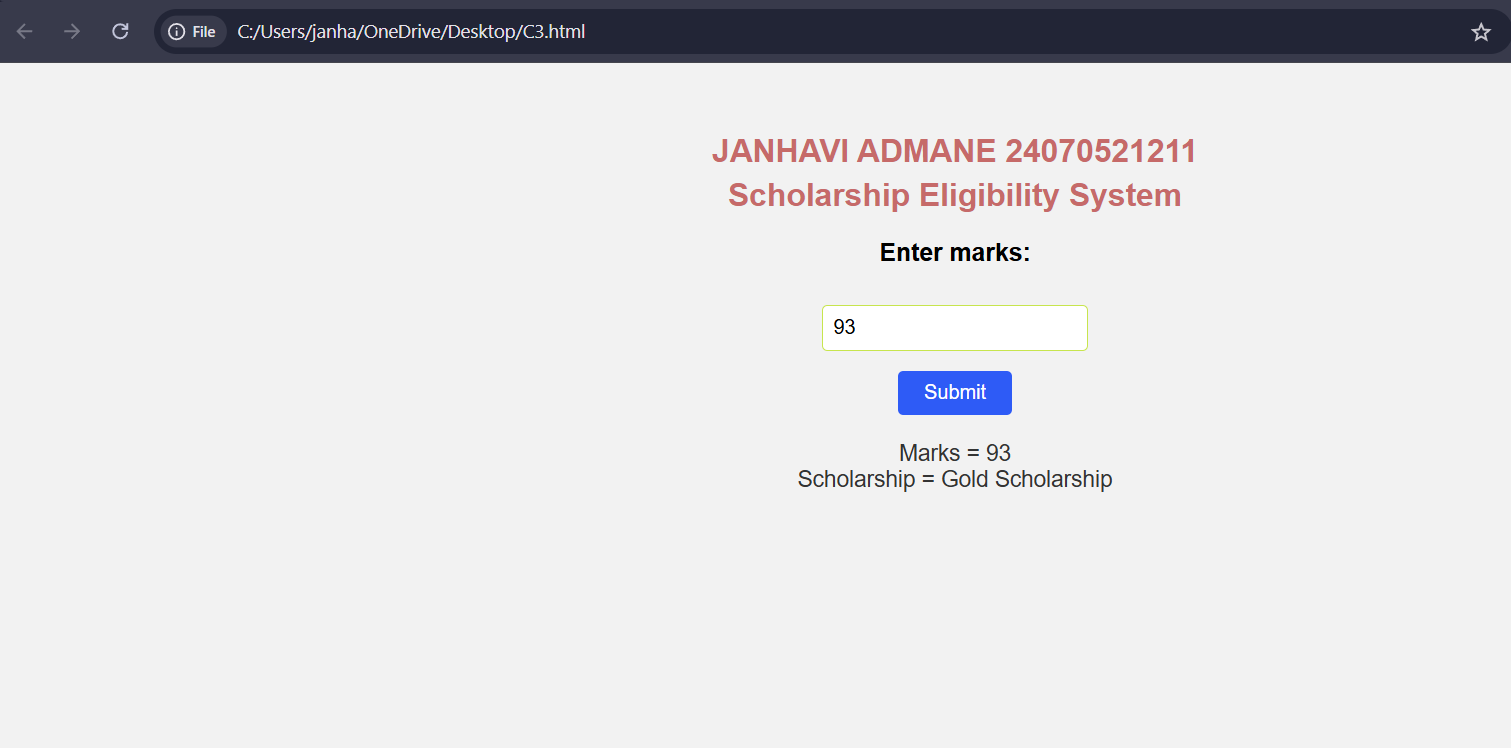 File C:/Users/janha/OneDrive/Desktop/C3.html
JANHAVI ADMANE 24070521211
Scholarship Eligibility System
Enter marks:
93
Submit
Marks = 93
Scholarship = Gold Scholarship